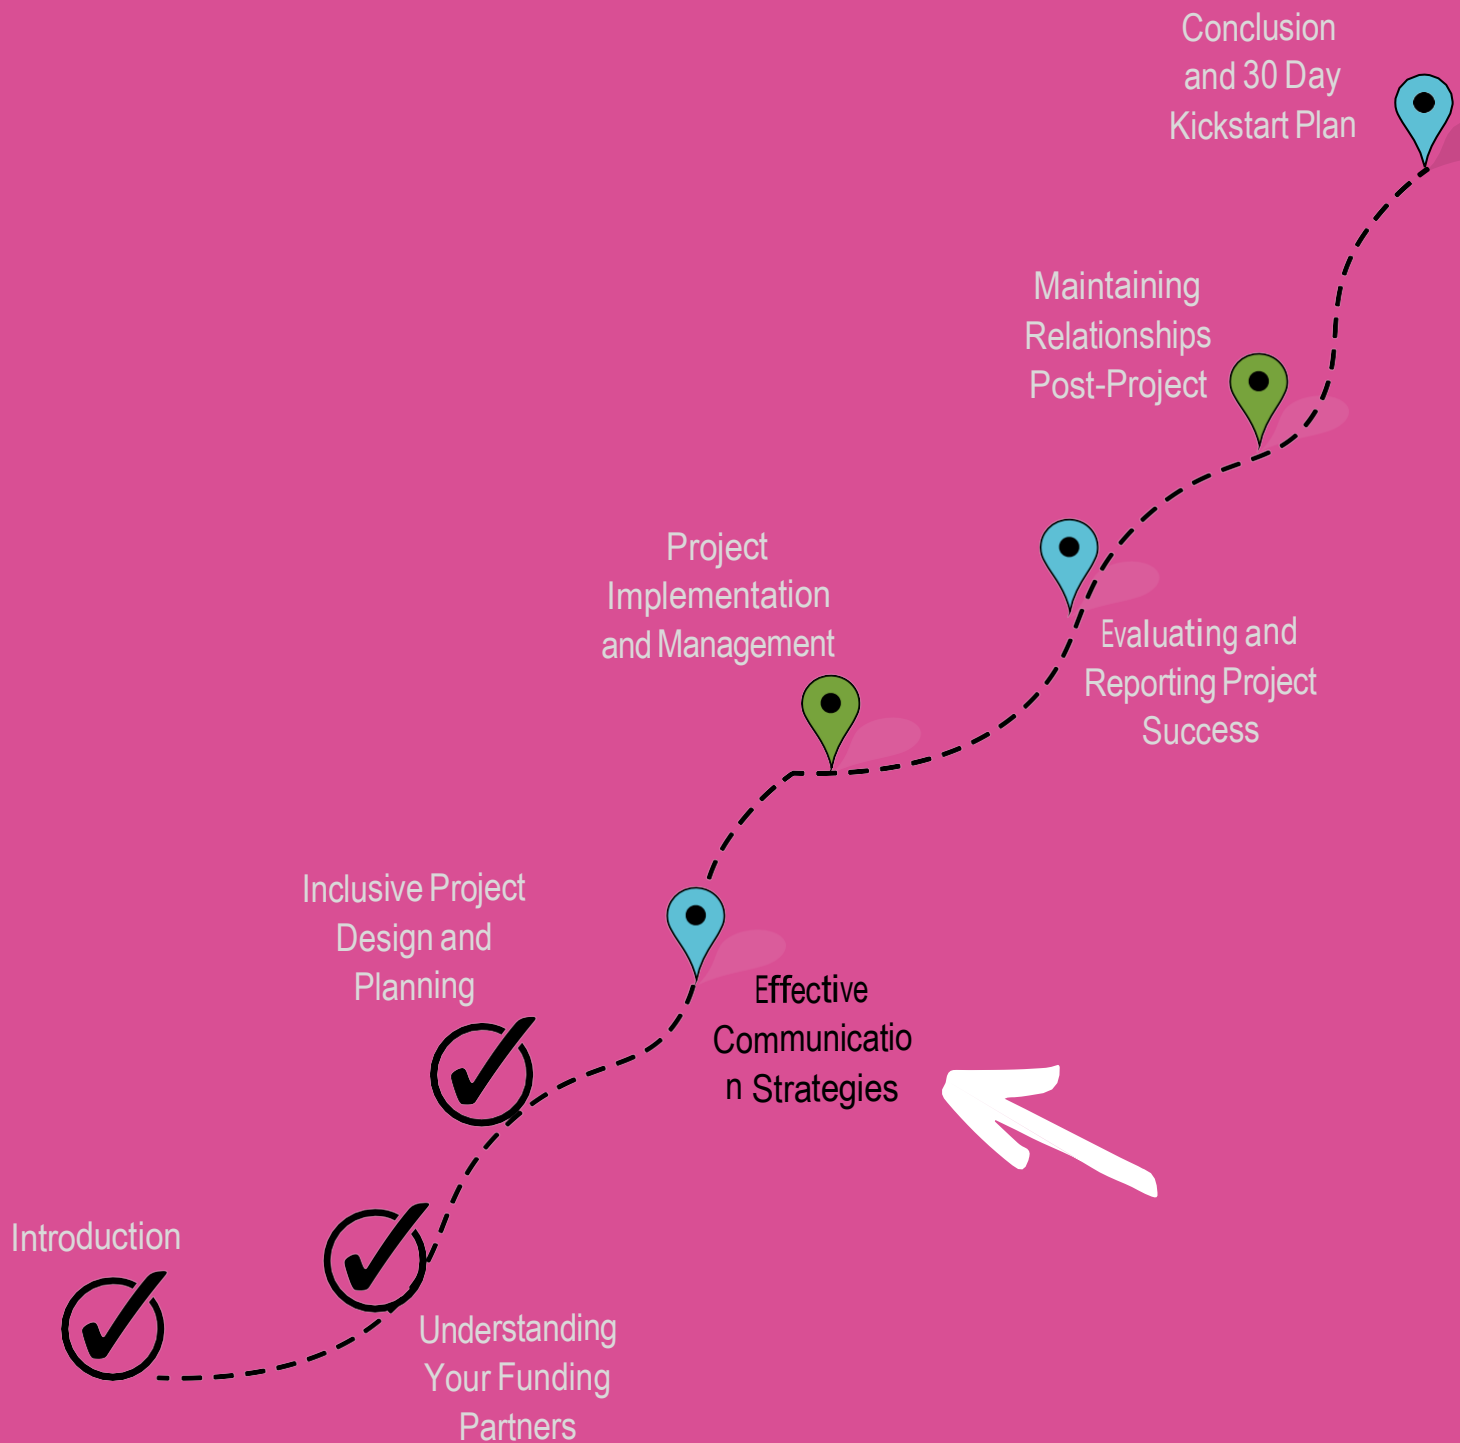 Conclusion
and 30 Day
Kickstart Plan
Maintaining
Relationships
Post-Project
Project
Implementation
and Management
Evaluating and
Reporting Project
Success
Inclusive Project
Design and
Planning
Effective
Communicatio
n Strategies
Introduction
Understanding
Your Funding
Partners